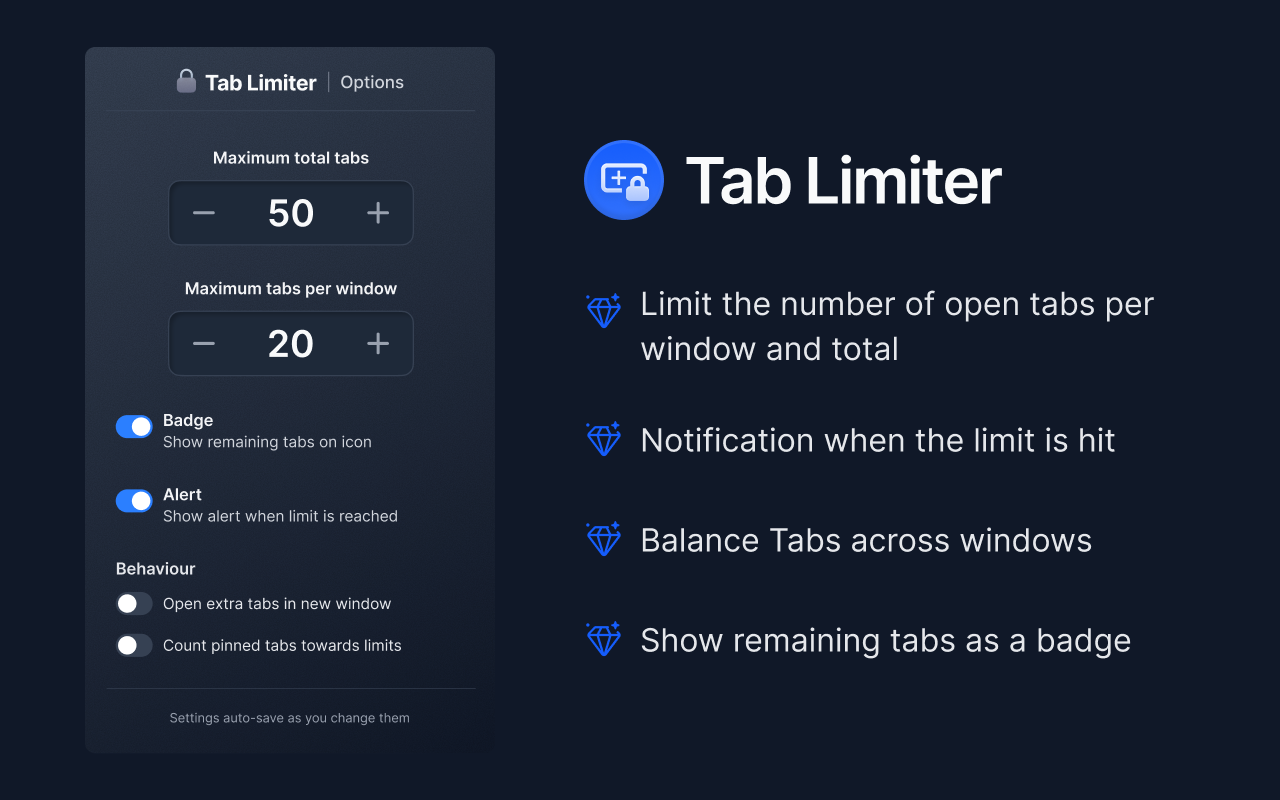 Tab Limiter | Options
Maximum total tabs
− 50 +
Maximum tabs per window
− 20 +
Badge
Show remaining tabs on icon
Alert
Show alert when limit is reached
Behaviour
Open extra tabs in new window
Count pinned tabs towards limits
Settings auto-save as you change them
Tab Limiter
Limit the number of open tabs per
window and total
Notification when the limit is hit
Balance Tabs across windows
Show remaining tabs as a badge